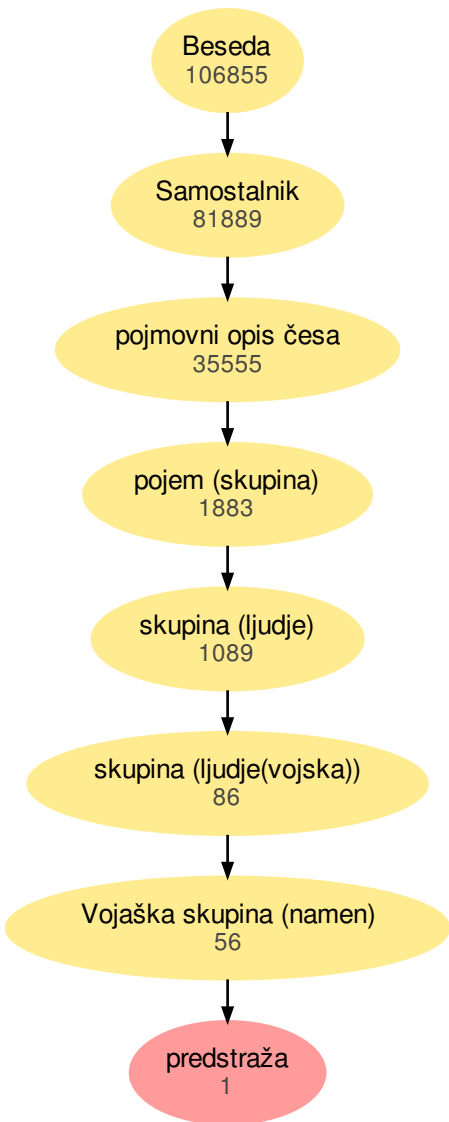 Beseda
106855
Samostalnik
81889
pojmovni opis česa
35555
pojem (skupina)
1883
skupina (ljudje)
1089
skupina (ljudje(vojska))
86
Vojaška skupina (namen)
56
predstraža
1